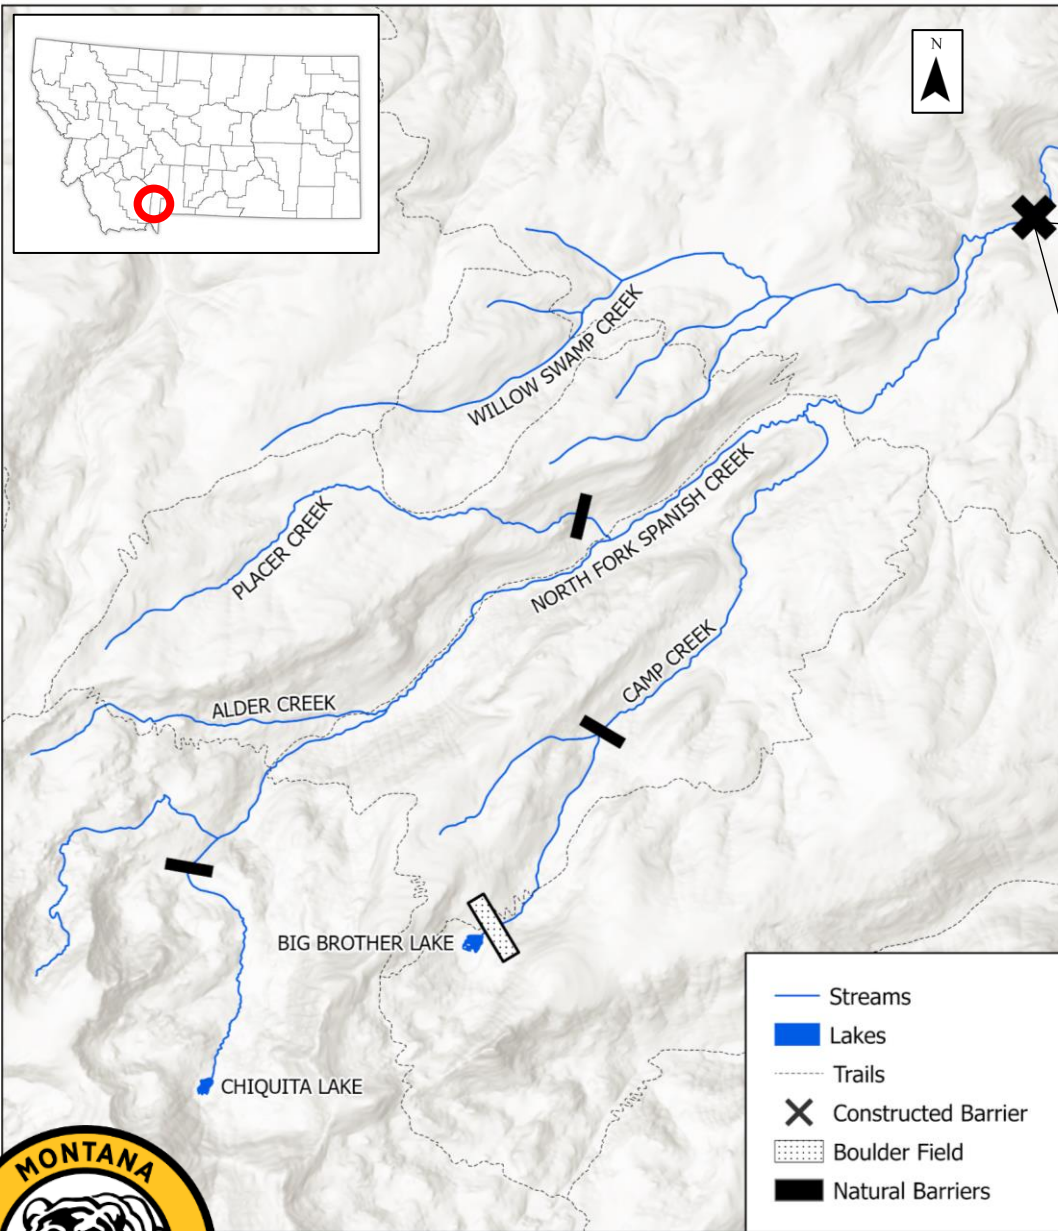 N
WILLOW SWAMP CREEK
PLACER CREEK
NORTH FORK SPANISH CREEK
CAMP CREEK
ALDER CREEK
BIG BROTHER LAKE
CHIQUITA LAKE
Streams
Lakes
Trails
Constructed Barrier
Boulder Field
Natural Barriers
MONTANA